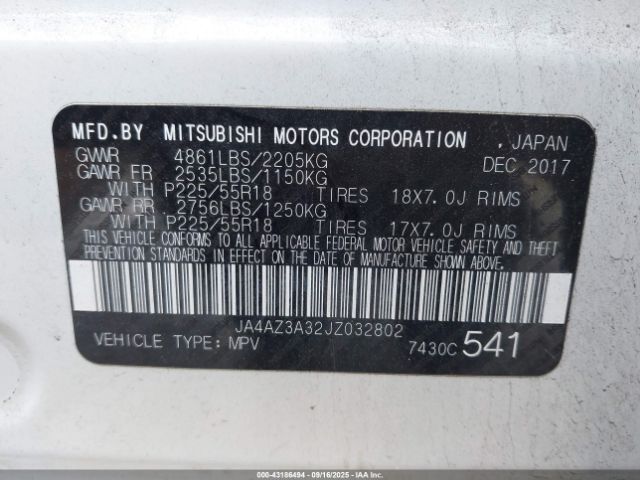 MFD.BY MITSUBISHI MOTORS CORPORATION , JAPAN
GVWR 4861LBS/2205KG DEC 2017
GAWR FR 2535LBS/1150KG
WITH P225/55R18 TIRES 18X7.0J RIMS
GAWR RR 2756LBS/1250KG
WITH P225/55R18 TIRES 17X7.0J RIMS
THIS VEHICLE CONFORMS TO ALL APPLICABLE FEDERAL MOTOR VEHICLE SAFETY AND THEFT
PREVENTION STANDARDS IN EFFECT ON THE DATE OF MANUFACTURE SHOWN ABOVE.
JA4AZ3A32JZ032802
VEHICLE TYPE: MPV 7430C 541
000-43186494 - 09/16/2025 - IAAI.COM